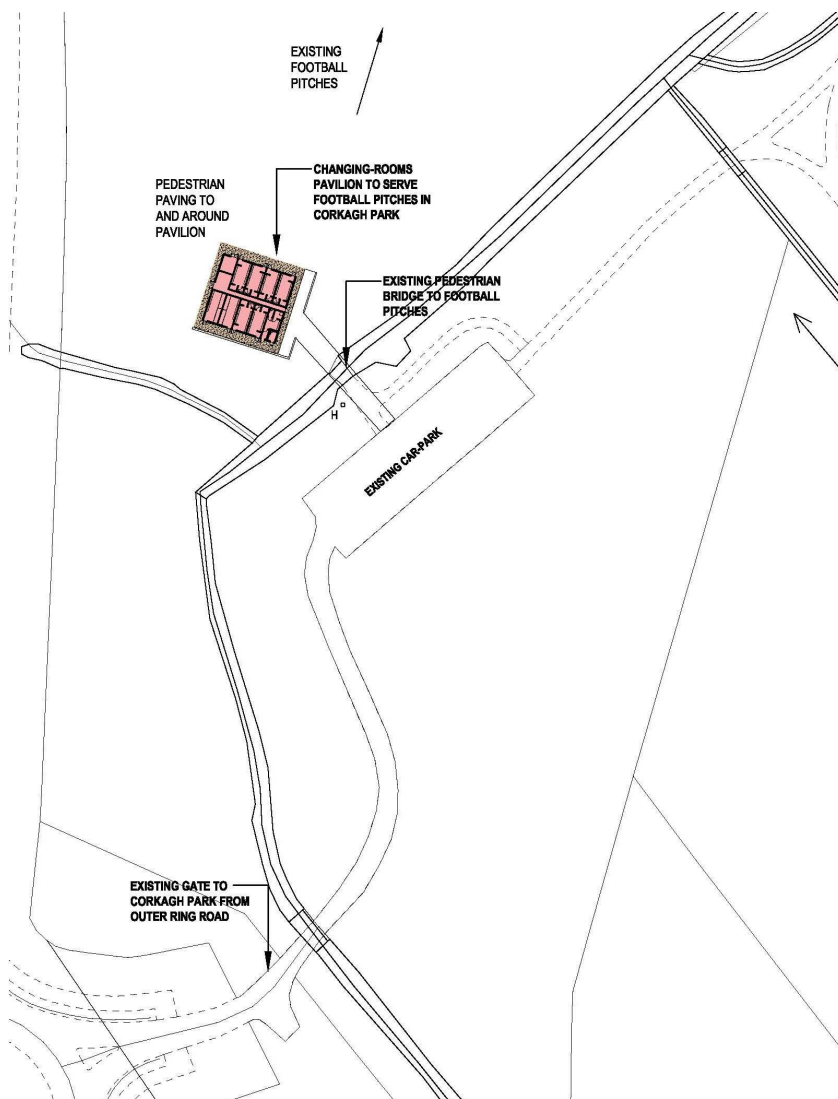 EXISTING
FOOTBALL
PITCHES
CHANGING-ROOMS
PAVILION TO SERVE
FOOTBALL PITCHES IN
CORKAGH PARK
PEDESTRIAN
PAVING TO
AND AROUND
PAVILION
EXISTING PEDESTRIAN
BRIDGE TO FOOTBALL
PITCHES
H
EXISTING CAR-PARK
EXISTING GATE TO
CORKAGH PARK FROM
OUTER RING ROAD